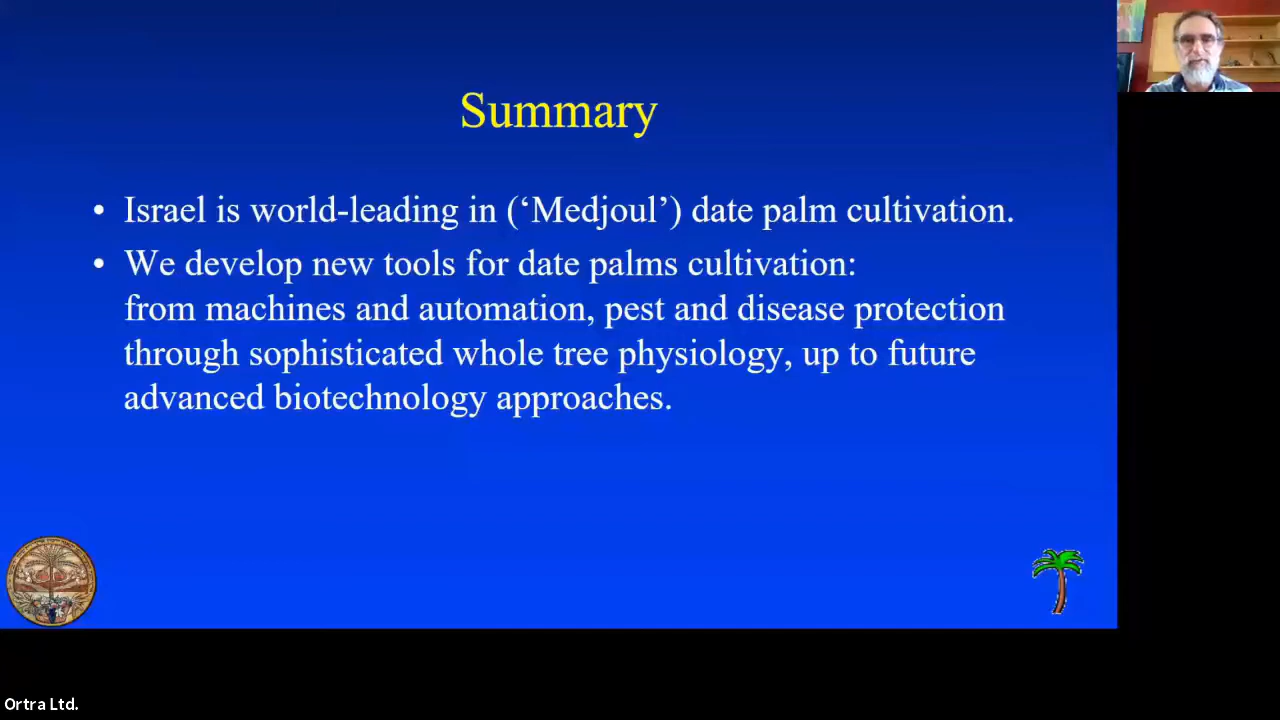 Summary
• Israel is world-leading in (‘Medjoul’) date palm cultivation.
• We develop new tools for date palms cultivation:
from machines and automation, pest and disease protection
through sophisticated whole tree physiology, up to future
advanced biotechnology approaches.
Ortra Ltd.